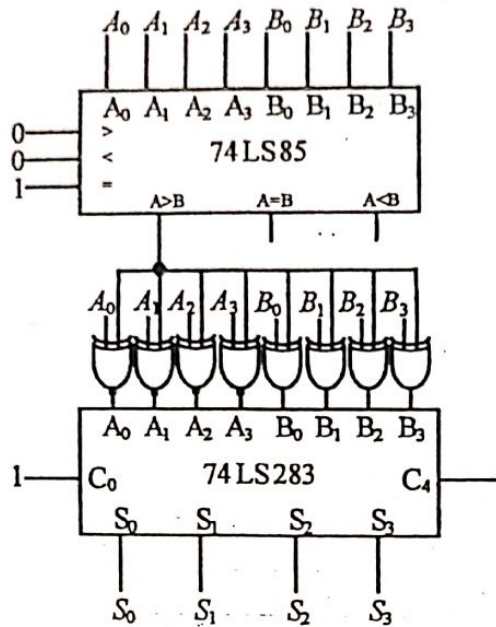 A₀ A₁ A₂ A₃ B₀ B₁ B₂ B₃
A₀ A₁ A₂ A₃ B₀ B₁ B₂ B₃
0 >
74LS85
0 <
1 =
A>B A=B A<B
A₀ A₁ A₂ A₃ B₀ B₁ B₂ B₃
A₀ A₁ A₂ A₃ B₀ B₁ B₂ B₃
1 C₀ 74LS283 C₄
S₀ S₁ S₂ S₃
S₀ S₁ S₂ S₃